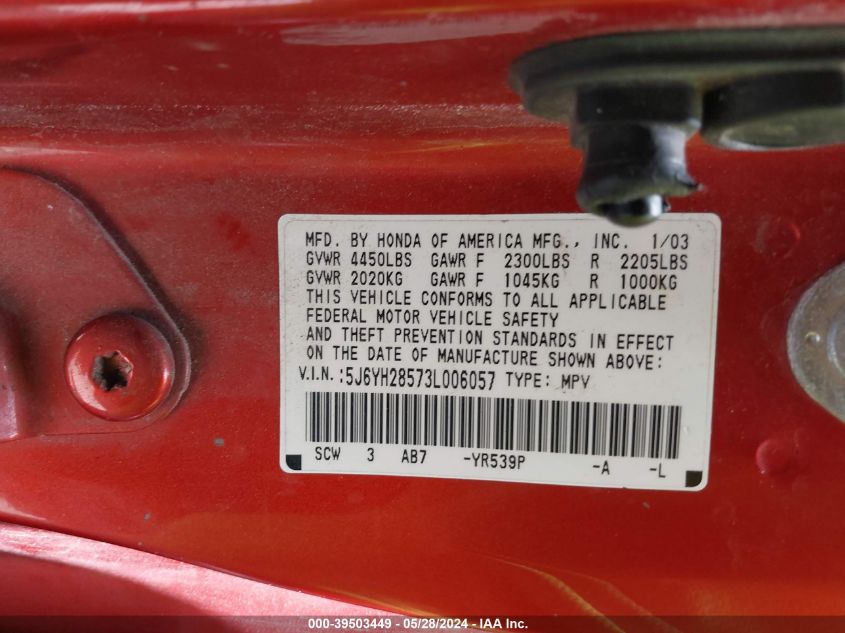 MFD. BY HONDA OF AMERICA MFG., INC. 1/03
GVWR 4450LBS GAWR F 2300LBS R 2205LBS
GVWR 2020KG GAWR F 1045KG R 1000KG
THIS VEHICLE CONFORMS TO ALL APPLICABLE
FEDERAL MOTOR VEHICLE SAFETY
AND THEFT PREVENTION STANDARDS IN EFFECT
ON THE DATE OF MANUFACTURE SHOWN ABOVE:
V.I.N.:5J6YH28573L006057 TYPE: MPV
SCW 3 AB7 -YR539P -A -L
000-39503449 - 05/28/2024 - IAA Inc.